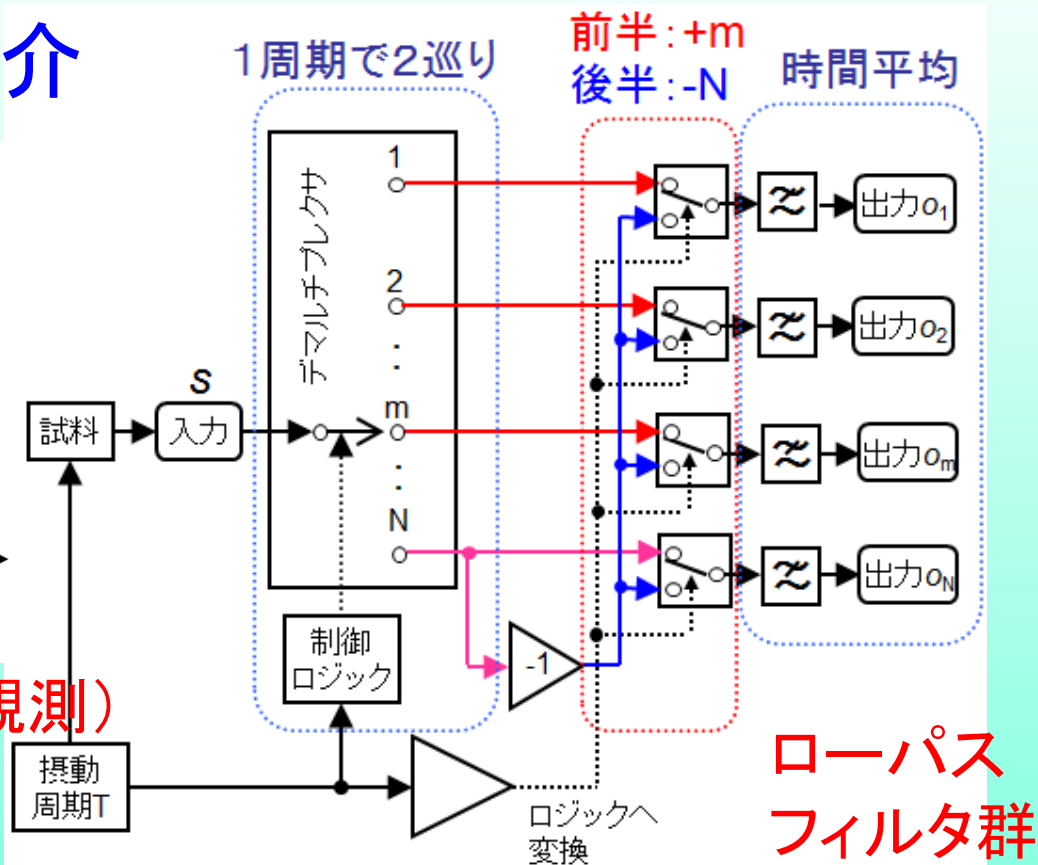 介
1周期で2巡り
前半:+m
後半:-N
時間平均
デマルチプレクサ
1
2
m
N
S
試料
入力
出力o1
出力o2
出力om
出力oN
制御
ロジック
-1
観測)
摂動
周期T
ロジックへ
変換
ローパス
フィルタ群